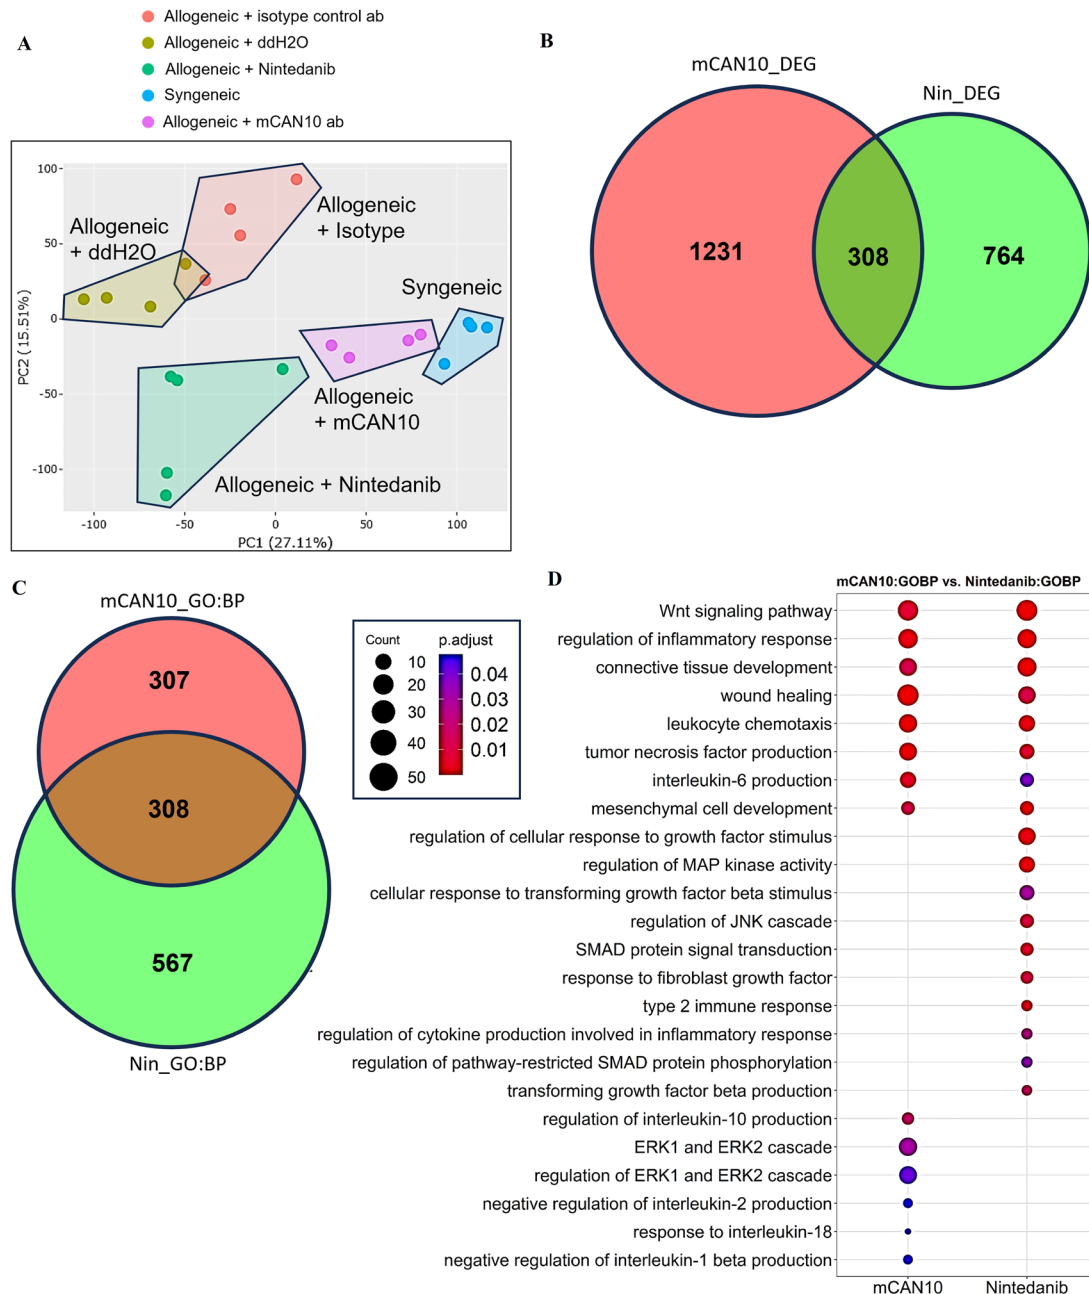 A
Allogeneic + isotype control ab
Allogeneic + ddH2O
Allogeneic + Nintedanib
Syngeneic
Allogeneic + mCAN10 ab
100
50
0
-50
-100
PC2 (15.51%)
Allogeneic
+ ddH2O
Allogeneic
+ Isotype
Syngeneic
Allogeneic
+ mCAN10
Allogeneic + Nintedanib
-100
-50
0
50
100
PC1 (27.11%)
B
mCAN10_DEG
Nin_DEG
1231
308
764
C
mCAN10_GO:BP
307
308
567
Nin_GO:BP
Count
10
20
30
40
50
p.adjust
0.04
0.03
0.02
0.01
D
mCAN10:GOBP vs. Nintedanib:GOBP
Wnt signaling pathway
regulation of inflammatory response
connective tissue development
wound healing
leukocyte chemotaxis
tumor necrosis factor production
interleukin-6 production
mesenchymal cell development
regulation of cellular response to growth factor stimulus
regulation of MAP kinase activity
cellular response to transforming growth factor beta stimulus
regulation of JNK cascade
SMAD protein signal transduction
response to fibroblast growth factor
type 2 immune response
regulation of cytokine production involved in inflammatory response
regulation of pathway-restricted SMAD protein phosphorylation
transforming growth factor beta production
regulation of interleukin-10 production
ERK1 and ERK2 cascade
regulation of ERK1 and ERK2 cascade
negative regulation of interleukin-2 production
response to interleukin-18
negative regulation of interleukin-1 beta production
mCAN10
Nintedanib